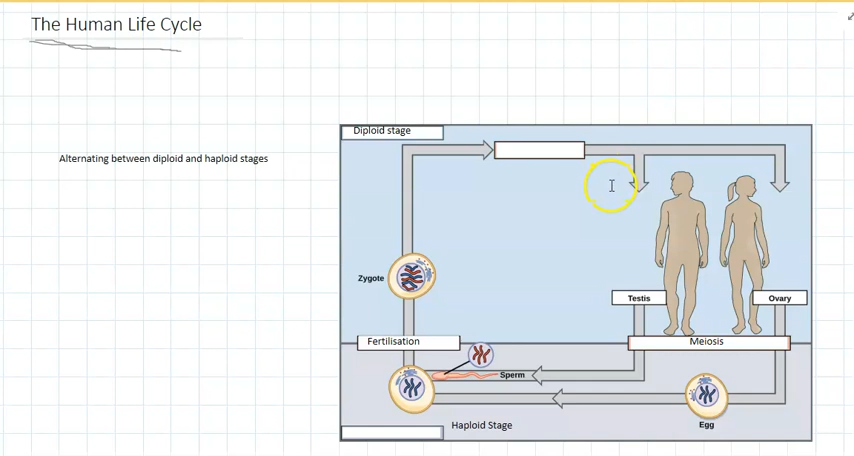 The Human Life Cycle
Diploid stage
Alternating between diploid and haploid stages
Zygote
Testis
Ovary
Fertilisation
Meiosis
Sperm
Egg
Haploid Stage